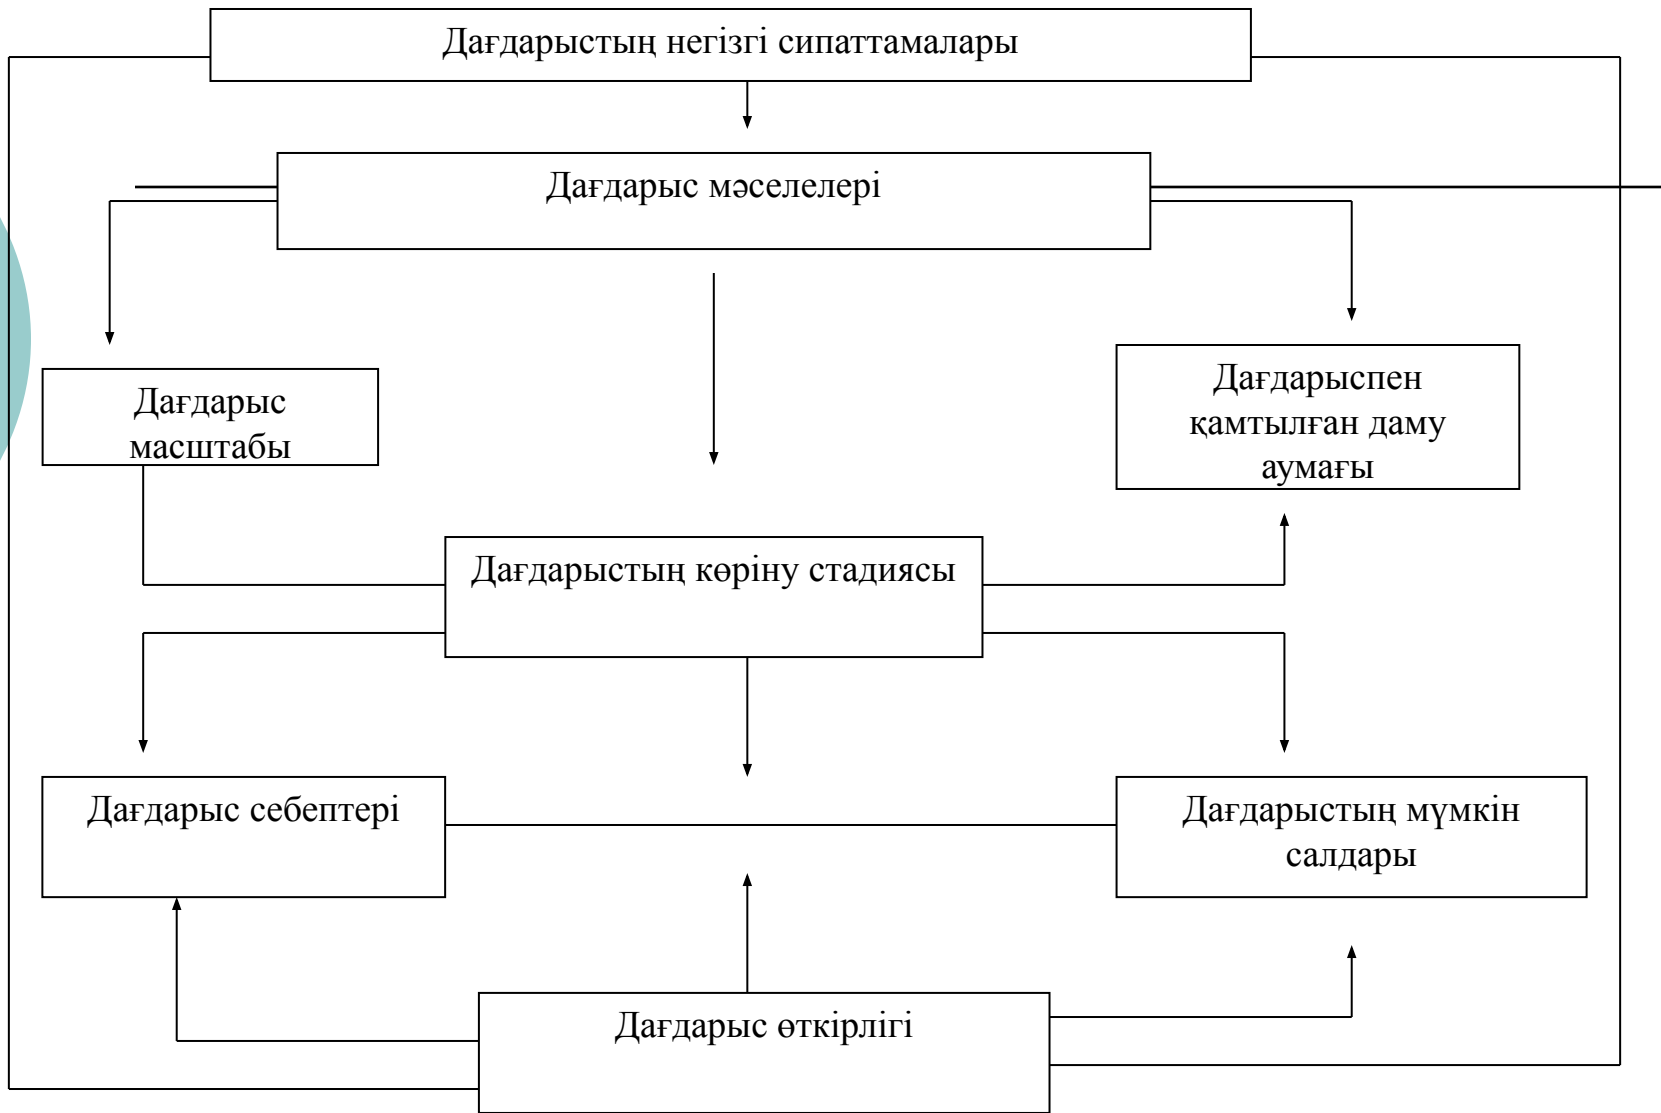 Дағдарыстың негізгі сипаттамалары
Дағдарыс мәселелері
Дағдарыс
масштабы
Дағдарыспен
қамтылған даму
аумағы
Дағдарыстың көріну стадиясы
Дағдарыс себептері
Дағдарыстың мүмкін
салдары
Дағдарыс өткірлігі